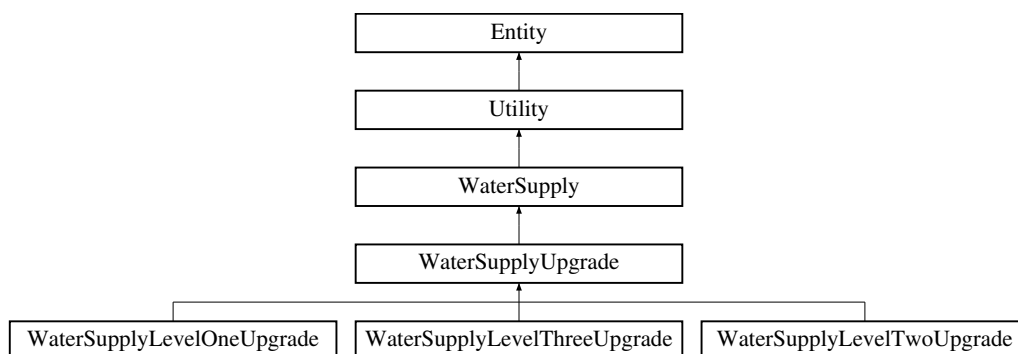 Entity
Utility
WaterSupply
WaterSupplyUpgrade
WaterSupplyLevelOneUpgrade
WaterSupplyLevelThreeUpgrade
WaterSupplyLevelTwoUpgrade